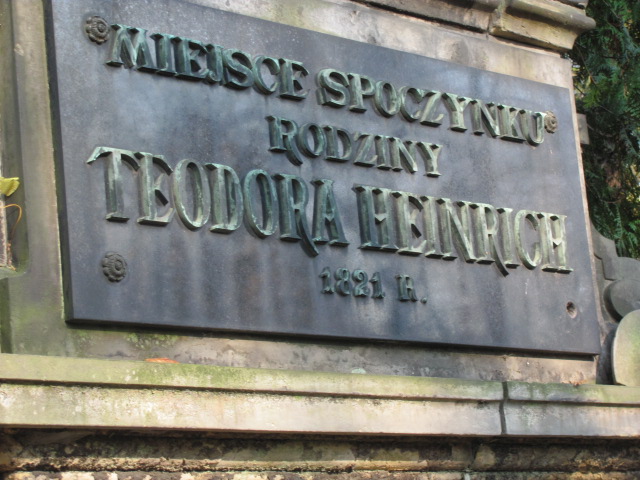 MIEJSCE SPOCZYNKU
RODZINY
TEODORA HEINRICH
1821 R.